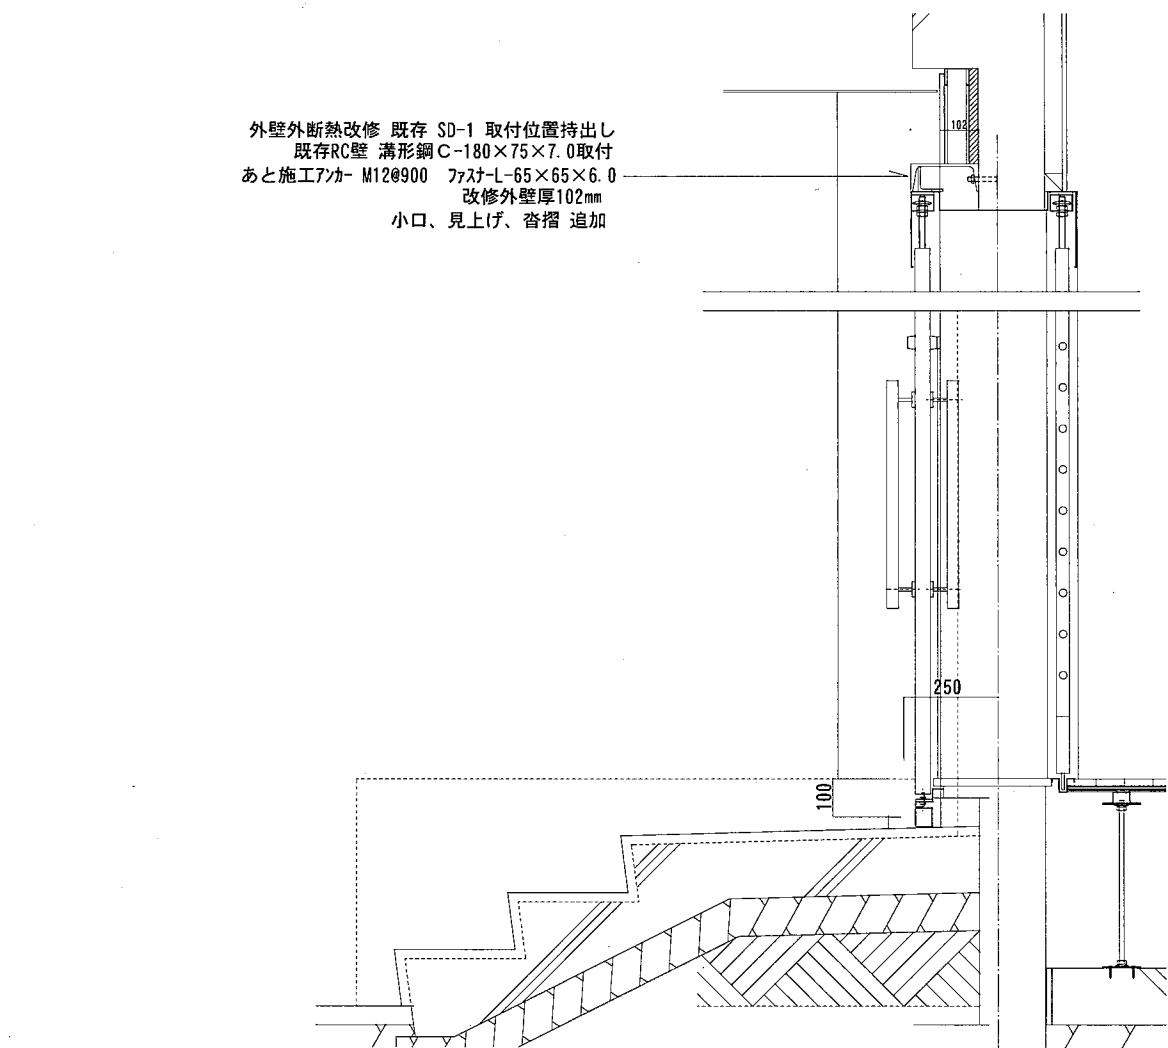 外壁外断熱改修 既存 SD-1 取付位置持出し
既存RC壁 溝形鋼C-180×75×7.0取付
あと施工ｱﾝｶｰ M12@900 ﾌｧｽﾅｰL-65×65×6.0
改修外壁厚102mm
小口、見上げ、沓摺 追加
102
250
100